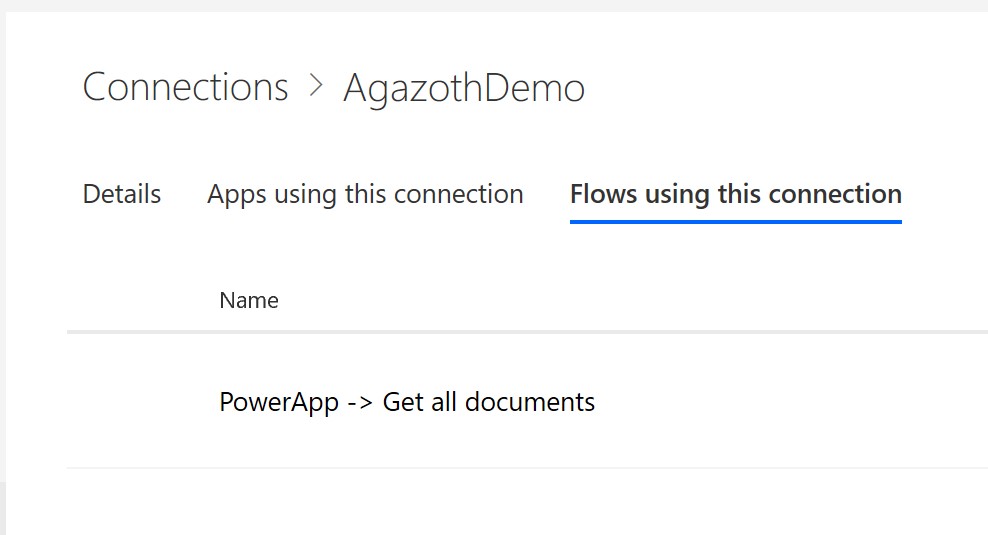 Connections > AgazothDemo
Details Apps using this connection Flows using this connection
Name
PowerApp -> Get all documents